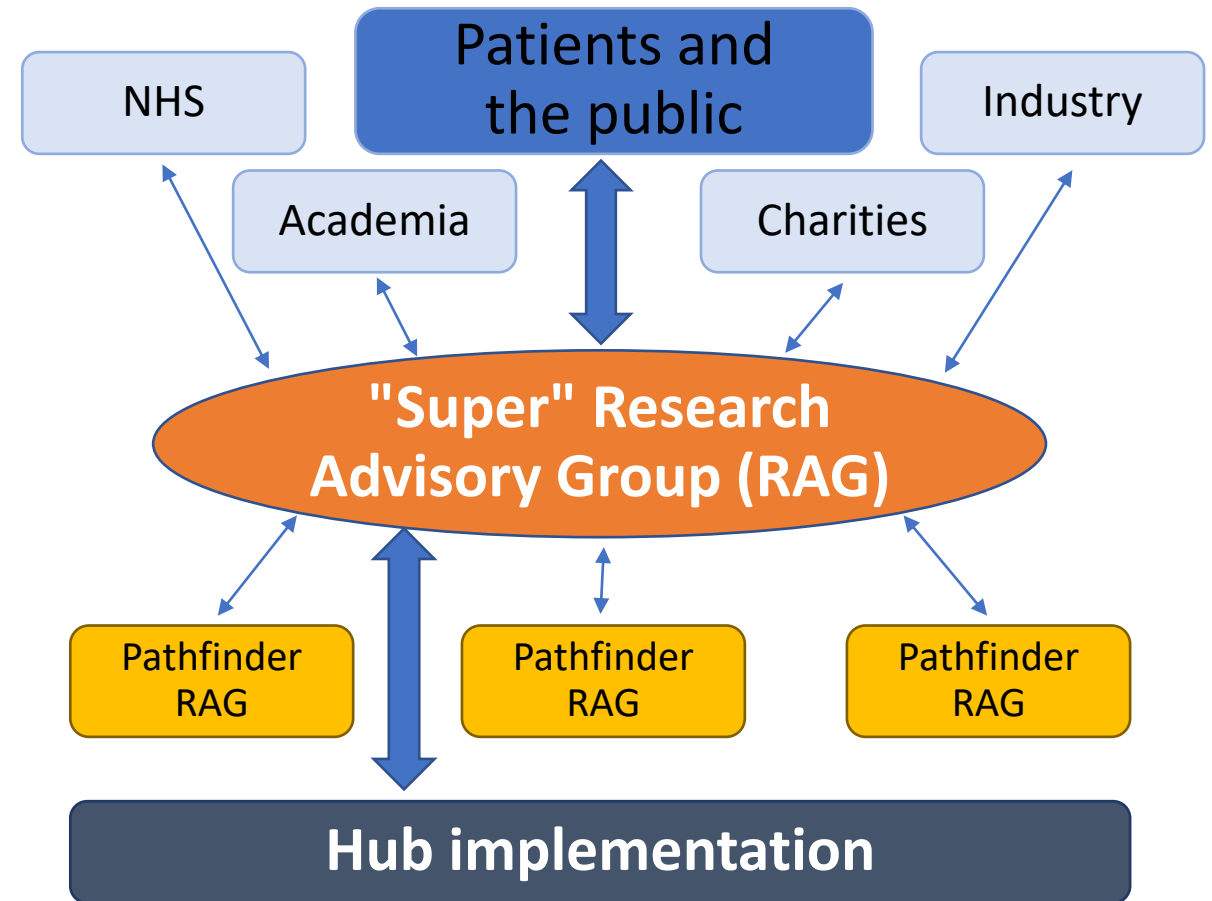 Patients and
the public
NHS
Industry
Academia
Charities
"Super" Research
Advisory Group (RAG)
Pathfinder
RAG
Pathfinder
RAG
Pathfinder
RAG
Hub implementation